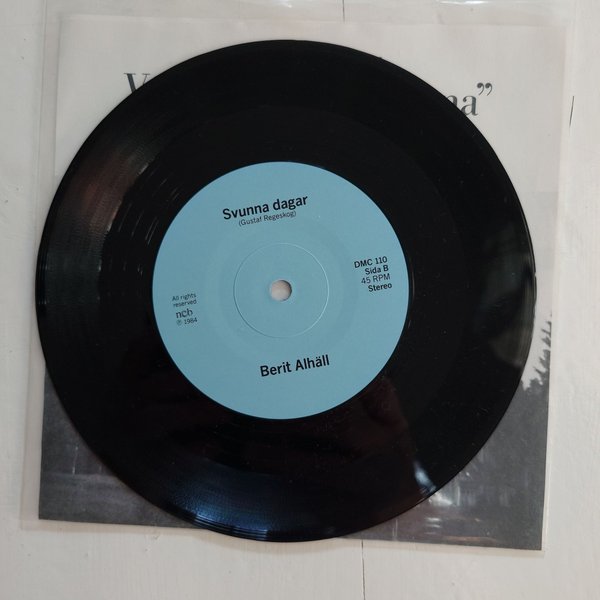 Svunna dagar
(Gustaf Regeskog)
DMC 110
Sida B
45 RPM
Stereo
All rights
reserved
ncb
℗ 1984
Berit Alhäll